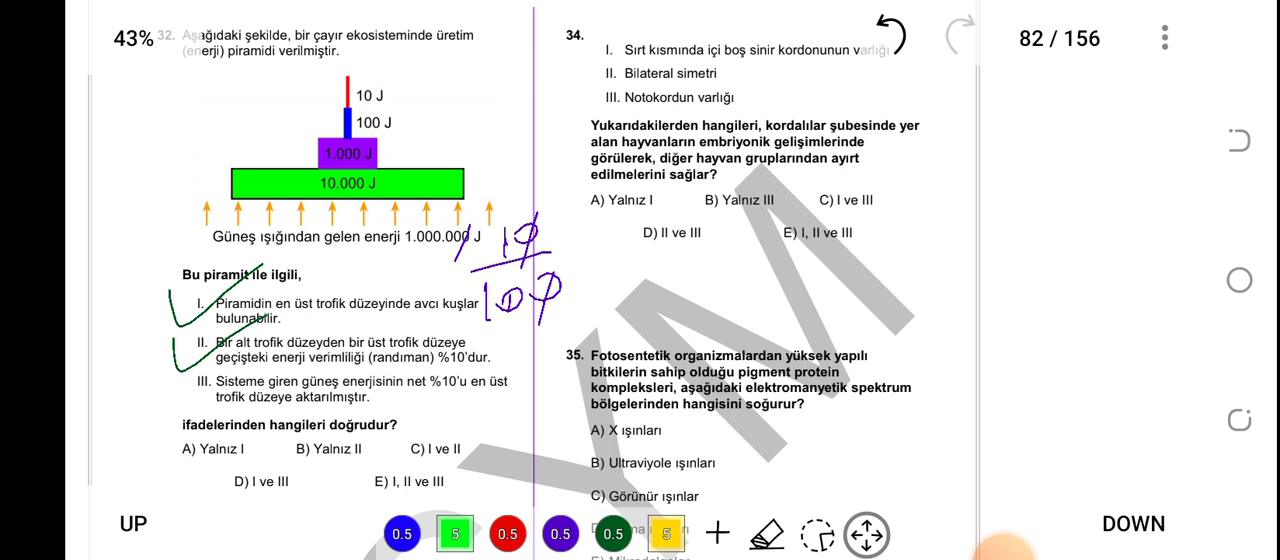 43%
82 / 156
32. Aşağıdaki şekilde, bir çayır ekosisteminde üretim
(enerji) piramidi verilmiştir.
10 J
100 J
1.000 J
10.000 J
Güneş ışığından gelen enerji 1.000.000 J
10
100
Bu piramit ile ilgili,
I. Piramidin en üst trofik düzeyinde avcı kuşlar
bulunabilir.
II. Bir alt trofik düzeyden bir üst trofik düzeye
geçişteki enerji verimliliği (randıman) %10'dur.
III. Sisteme giren güneş enerjisinin net %10'u en üst
trofik düzeye aktarılmıştır.
ifadelerinden hangileri doğrudur?
A) Yalnız I B) Yalnız II C) I ve II
D) I ve III E) I, II ve III
34.
I. Sırt kısmında içi boş sinir kordonunun varlığı
II. Bilateral simetri
III. Notokordun varlığı
Yukarıdakilerden hangileri, kordalılar şubesinde yer
alan hayvanların embriyonik gelişimlerinde
görülerek, diğer hayvan gruplarından ayırt
edilmelerini sağlar?
A) Yalnız I B) Yalnız III C) I ve III
D) II ve III E) I, II ve III
35. Fotosentetik organizmalardan yüksek yapılı
bitkilerin sahip olduğu pigment protein
kompleksleri, aşağıdaki elektromanyetik spektrum
bölgelerinden hangisini soğurur?
A) X ışınları
B) Ultraviyole ışınları
C) Görünür ışınlar
E) Mikrodalgalar
YM
UP
0.5 5 0.5 0.5 0.5 5
DOWN